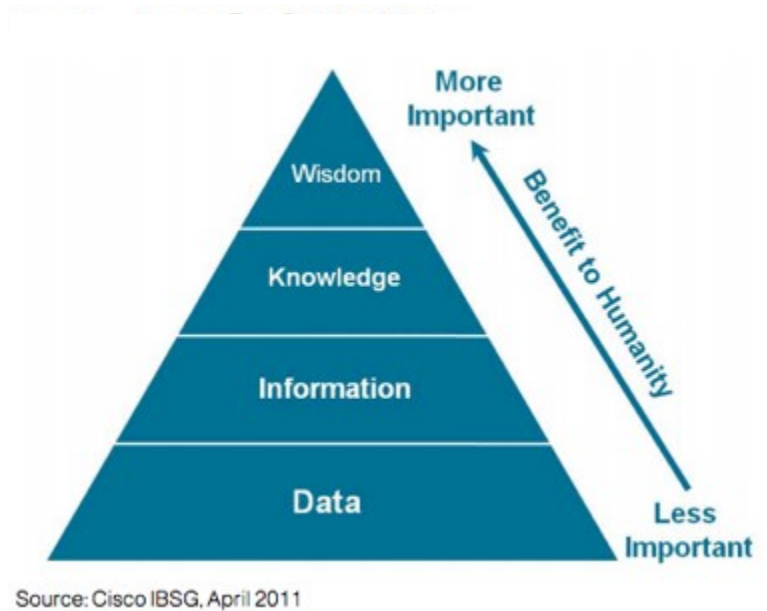 More
Important
Wisdom
Benefit to Humanity
Knowledge
Information
Data
Less
Important
Source: Cisco IBSG, April 2011